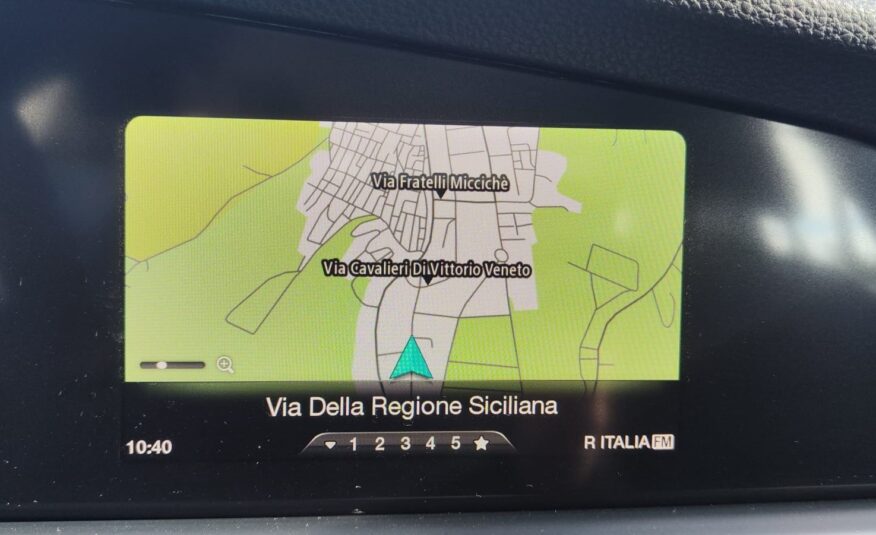 Via Fratelli Miccichè
Via Cavalieri Di Vittorio Veneto
Via Della Regione Siciliana
10:40
1 2 3 4 5
R ITALIA FM